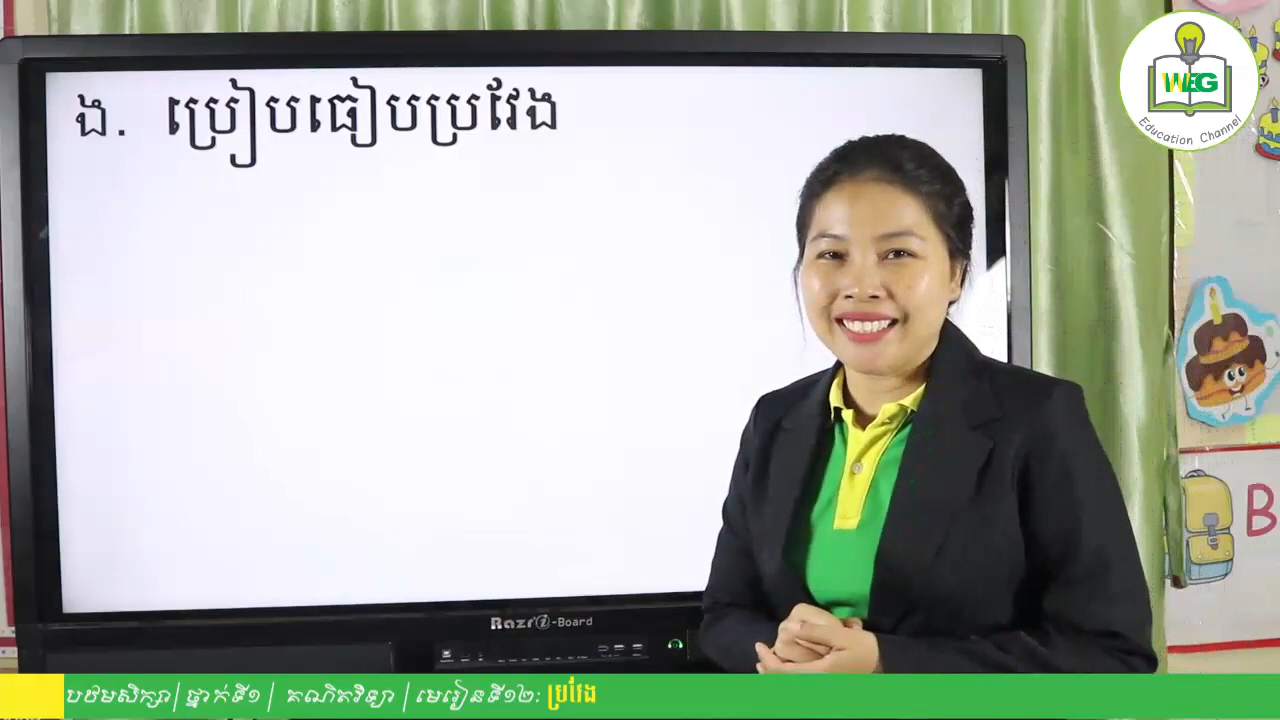 ង. ប្រៀបធៀបប្រវែង
WEG
Education Channel
B
Razr i-Board
បឋមសិក្សា| ថ្នាក់ទី១ | គណិតវិទ្យា | មេរៀនទី១២: ប្រវែង